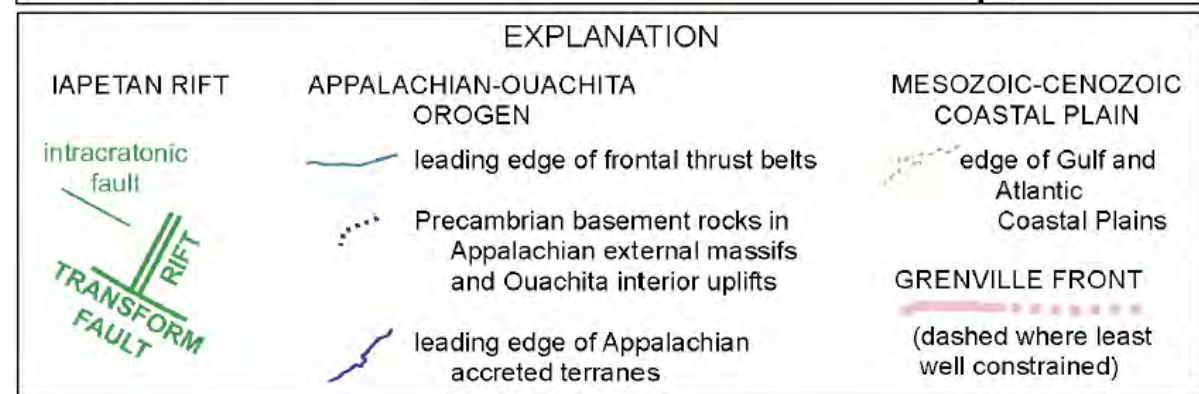 EXPLANATION
IAPETAN RIFT
intracratonic
fault
RIFT
TRANSFORM
FAULT
APPALACHIAN-OUACHITA
OROGEN
leading edge of frontal thrust belts
Precambrian basement rocks in
Appalachian external massifs
and Ouachita interior uplifts
leading edge of Appalachian
accreted terranes
MESOZOIC-CENOZOIC
COASTAL PLAIN
edge of Gulf and
Atlantic
Coastal Plains
GRENVILLE FRONT
(dashed where least
well constrained)